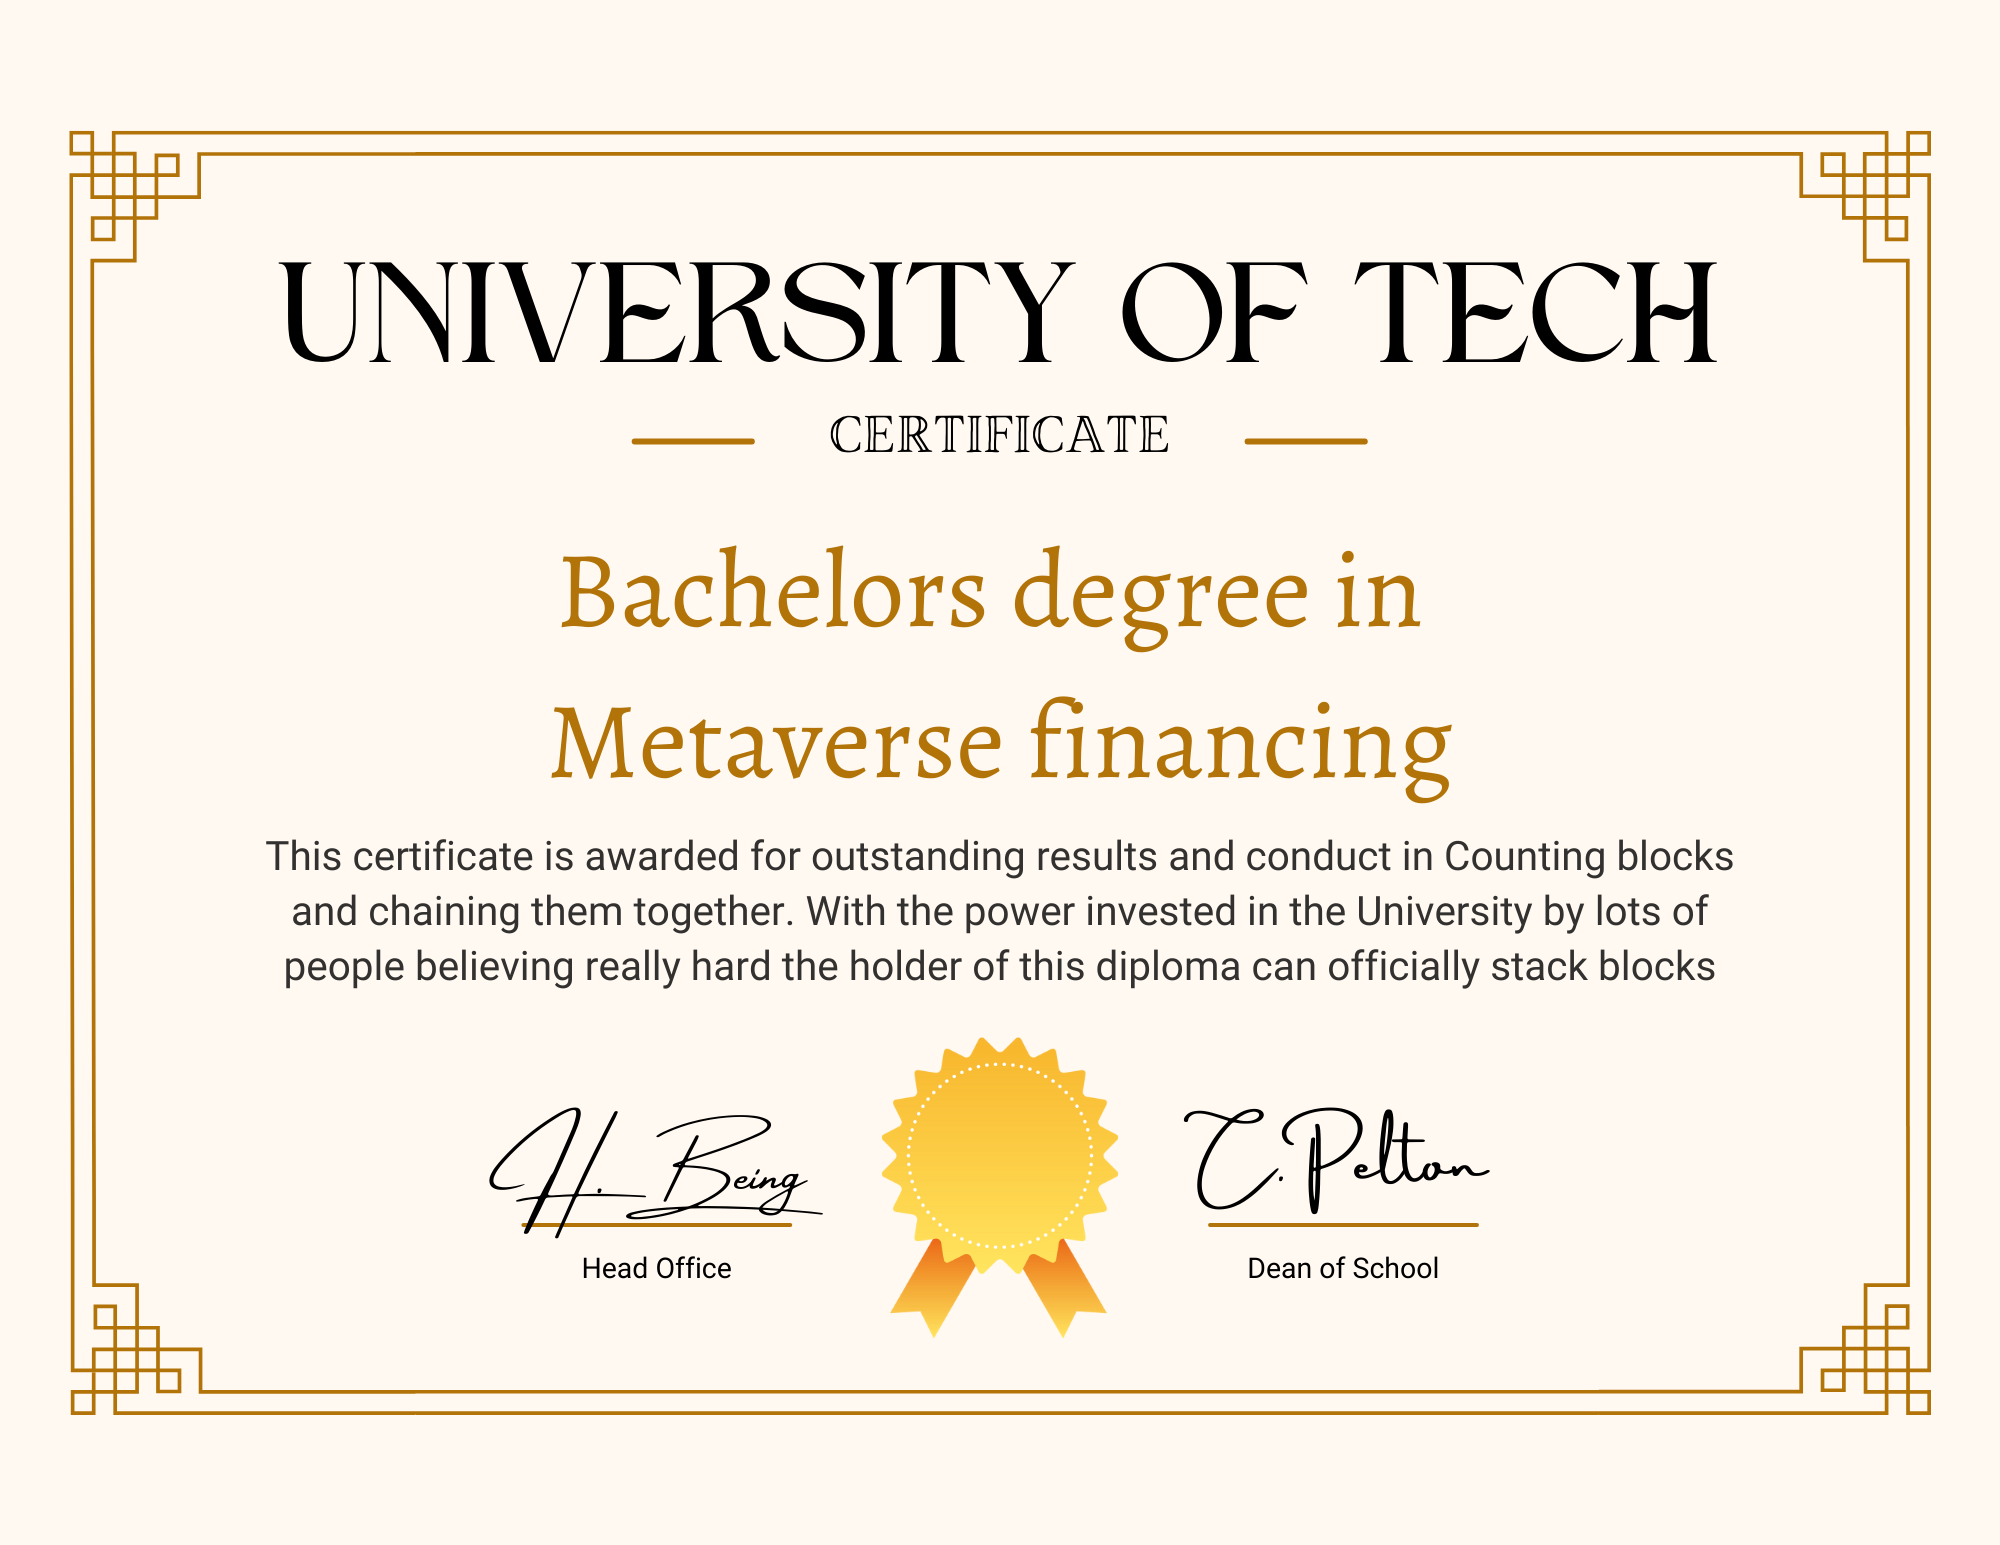 UNIVERSITY OF TECH
CERTIFICATE
Bachelors degree in
Metaverse financing
This certificate is awarded for outstanding results and conduct in Counting blocks
and chaining them together. With the power invested in the University by lots of
people believing really hard the holder of this diploma can officially stack blocks
H. Being
C. Pelton
Head Office
Dean of School